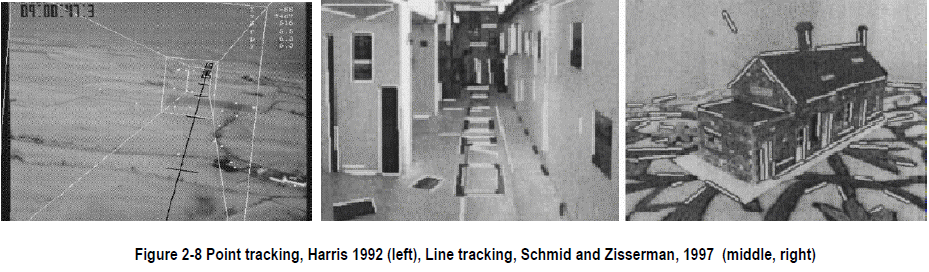 Figure 2-8 Point tracking, Harris 1992 (left), Line tracking, Schmid and Zisserman, 1997  (middle, right)